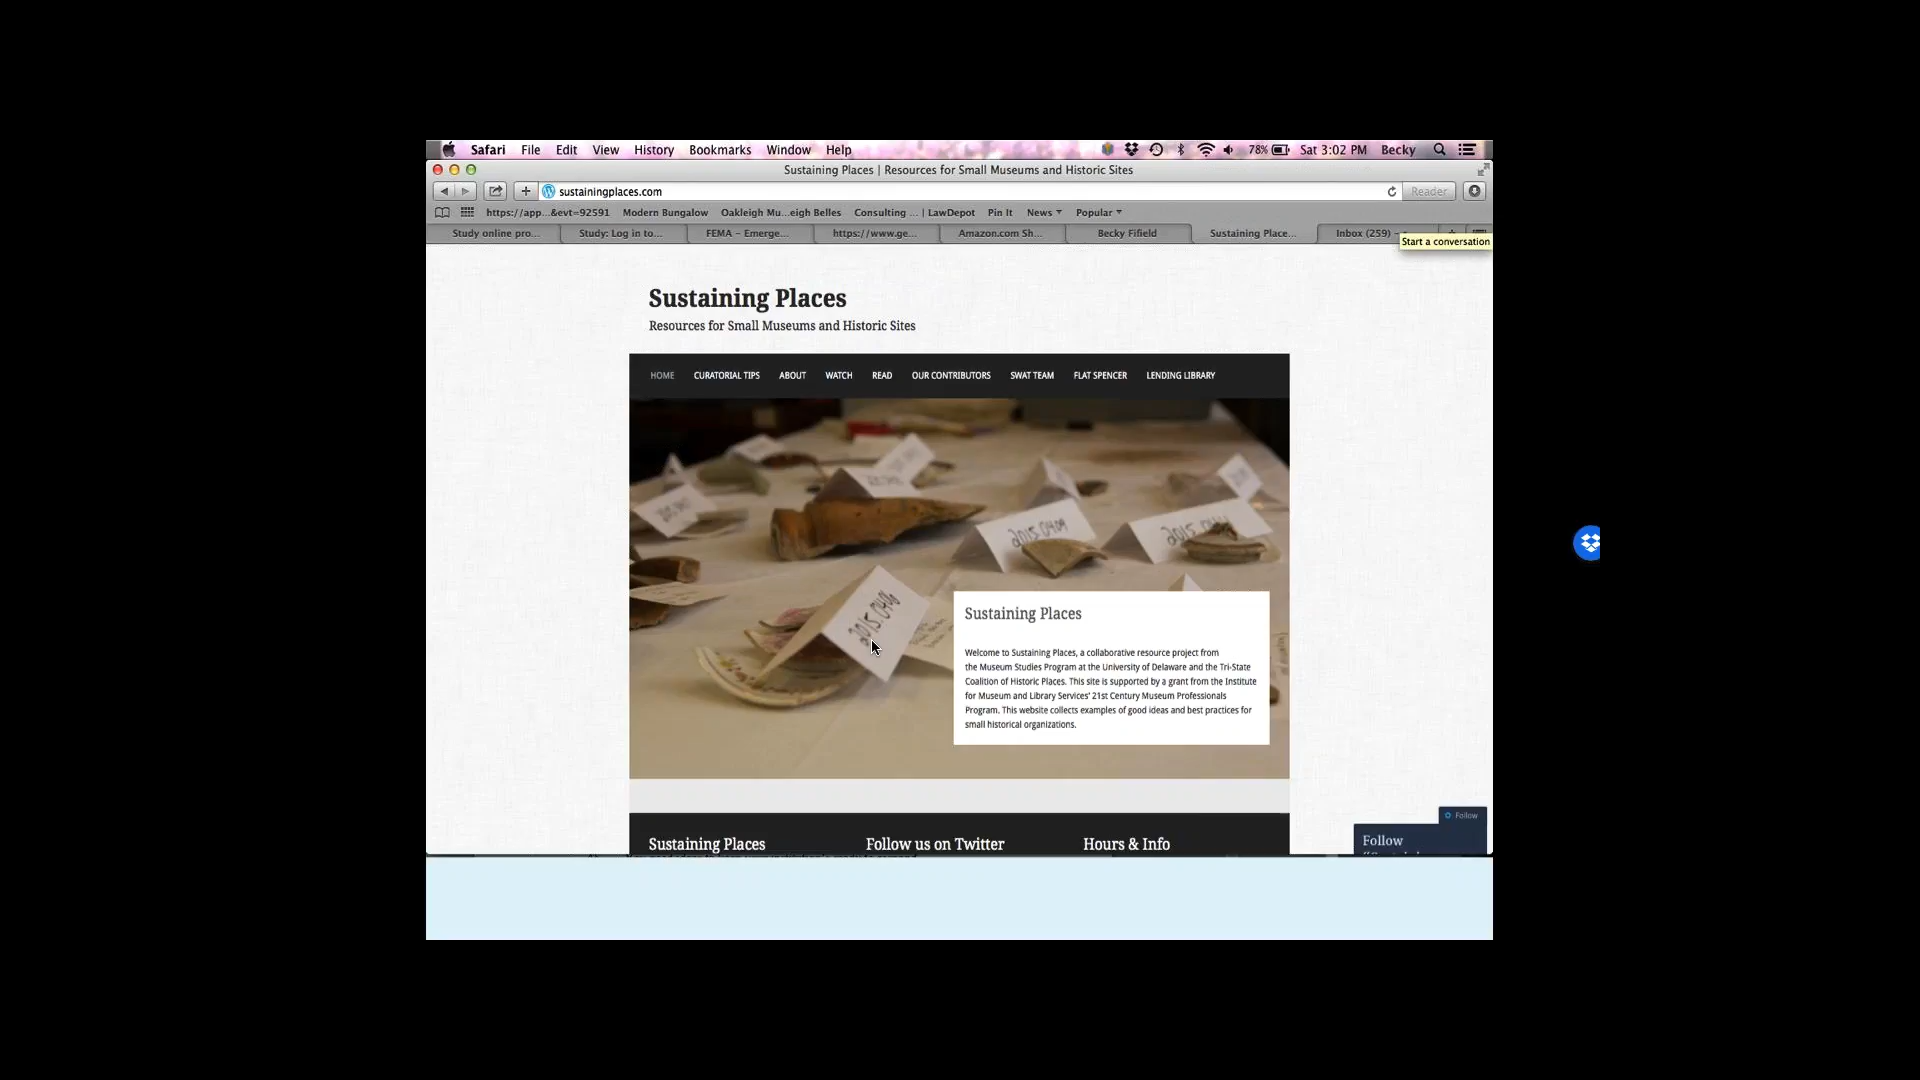 Safari File Edit View History Bookmarks Window Help 78% Sat 3:02 PM Becky
Sustaining Places | Resources for Small Museums and Historic Sites
sustainingplaces.com Reader
https://app...&evt=92591 Modern Bungalow Oakleigh Mu...eigh Belles Consulting ... | LawDepot Pin It News Popular
Study online pro... Study: Log in to... FEMA – Emerge... https://www.ge... Amazon.com Sh... Becky Fifield Sustaining Place... Inbox (259) –
Start a conversation
Sustaining Places
Resources for Small Museums and Historic Sites
HOME CURATORIAL TIPS ABOUT WATCH READ OUR CONTRIBUTORS SWAT TEAM FLAT SPENCER LENDING LIBRARY
Sustaining Places
Welcome to Sustaining Places, a collaborative resource project from
the Museum Studies Program at the University of Delaware and the Tri-State
Coalition of Historic Places. This site is supported by a grant from the Institute
for Museum and Library Services' 21st Century Museum Professionals
Program. This website collects examples of good ideas and best practices for
small historical organizations.
Follow
Follow
Sustaining Places Follow us on Twitter Hours & Info